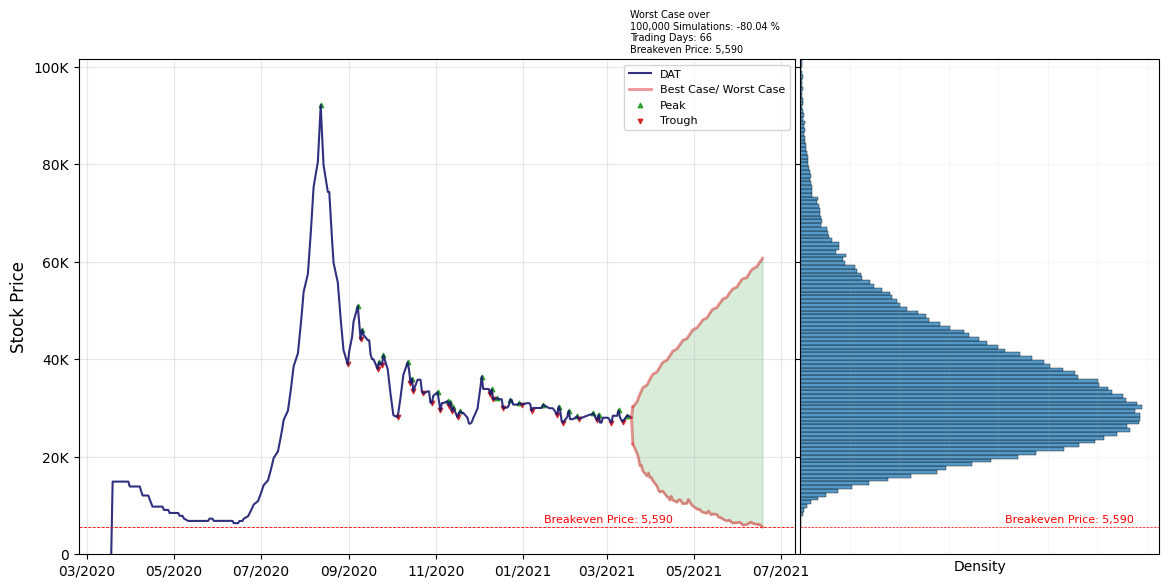 Worst Case over
100,000 Simulations: -80.04 %
Trading Days: 66
Breakeven Price: 5,590
DAT
Best Case/ Worst Case
Peak
Trough
Stock Price
100K
80K
60K
40K
20K
0
Breakeven Price: 5,590
Breakeven Price: 5,590
03/2020 05/2020 07/2020 09/2020 11/2020 01/2021 03/2021 05/2021 07/2021
Density